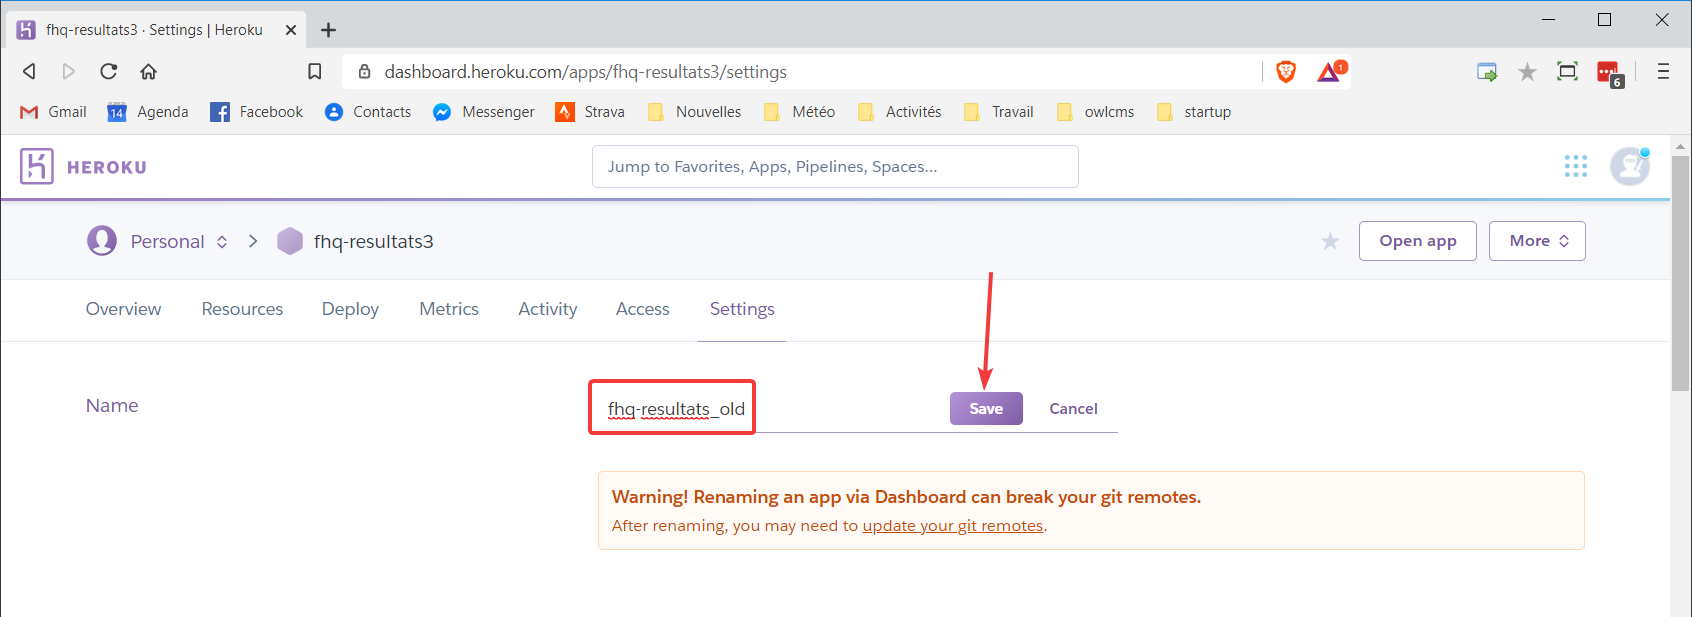 fhq-resultats3 · Settings | Heroku
dashboard.heroku.com/apps/fhq-resultats3/settings
1
6
Gmail 14 Agenda Facebook Contacts Messenger Strava Nouvelles Météo Activités Travail owlcms startup
HEROKU
Jump to Favorites, Apps, Pipelines, Spaces...
Personal fhq-resultats3
Open app More
Overview Resources Deploy Metrics Activity Access Settings
Name
fhq-resultats_old
Save Cancel
Warning! Renaming an app via Dashboard can break your git remotes.
After renaming, you may need to update your git remotes.